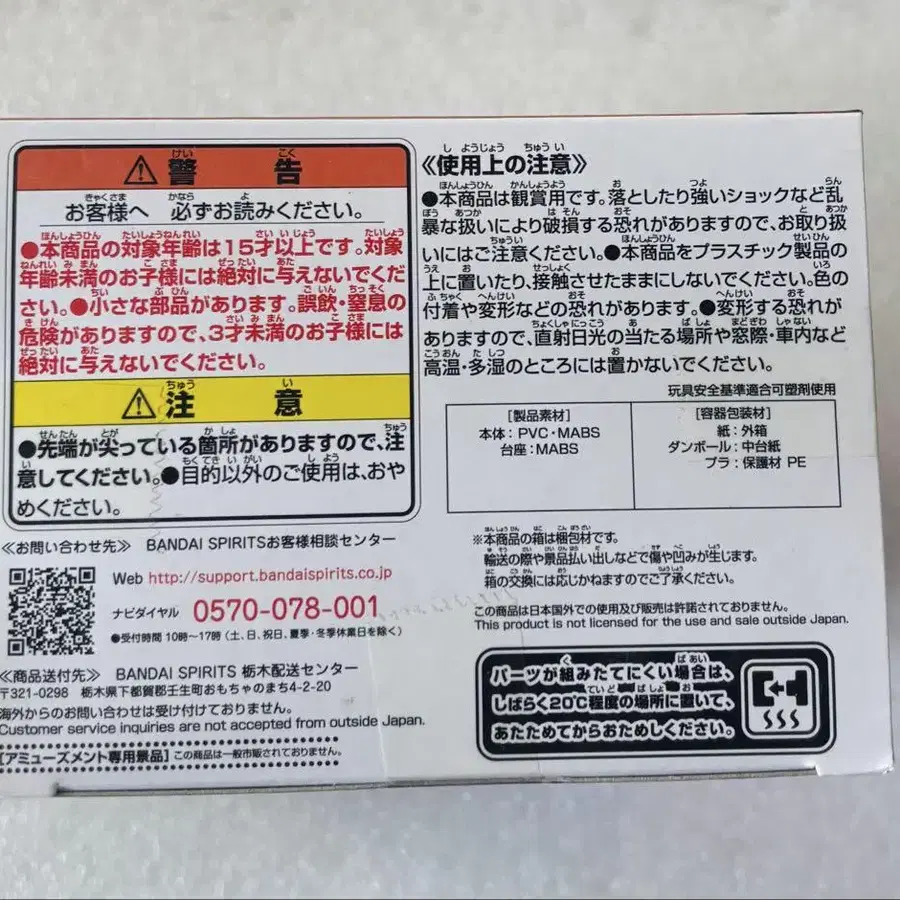 ⚠ 警告
お客様へ 必ずお読みください。
●本商品の対象年齢は15才以上です。対象
年齢未満のお子様には絶対に与えないでくだ
さい。●小さな部品があります。誤飲・窒息の
危険がありますので、3才未満のお子様には
絶対に与えないでください。
⚠ 注意
●先端が尖っている箇所がありますので、注
意してください。●目的以外のご使用は、おや
めください。
≪お問い合わせ先≫ BANDAI SPIRITSお客様相談センター
Web http://support.bandaispirits.co.jp
ナビダイヤル 0570-078-001
●受付時間 10時～17時 (土、日、祝日、夏季・冬季休業日を除く)
≪商品送付先≫ BANDAI SPIRITS 栃木配送センター
〒321-0298 栃木県下都賀郡壬生町おもちゃのまち4-2-20
海外からのお問い合わせは受け付けておりません。
Customer service inquiries are not accepted from outside Japan.
[アミューズメント専用景品] この商品は一般市販されておりません。
≪使用上の注意≫
●本商品は観賞用です。落としたり強いショックなど乱
暴な扱いにより破損する恐れがありますので、お取り扱
いにはご注意ください。●本商品をプラスチック製品の
上に置いたり、接触させたままにしないでください。色の
付着や変形などの恐れがあります。●変形する恐れが
ありますので、直射日光の当たる場所や窓際・車内など
高温・多湿のところには置かないでください。
玩具安全基準適合可塑剤使用
[製品素材]
本体：PVC・MABS
台座：MABS
[容器包装材]
紙：外箱
ダンボール：中台紙
プラ：保護材 PE
※本商品の箱は梱包材です。
輸送の際や景品払い出しなどで傷や凹みが生じます。
箱の交換には応じかねますのでご了承ください。
この商品は日本国外での使用及び販売は許諾されておりません。
This product is not licensed for the use and sale outside Japan.
パーツが組みたてにくい場合は、
しばらく20℃程度の場所に置いて、
あたためてからおためしください。